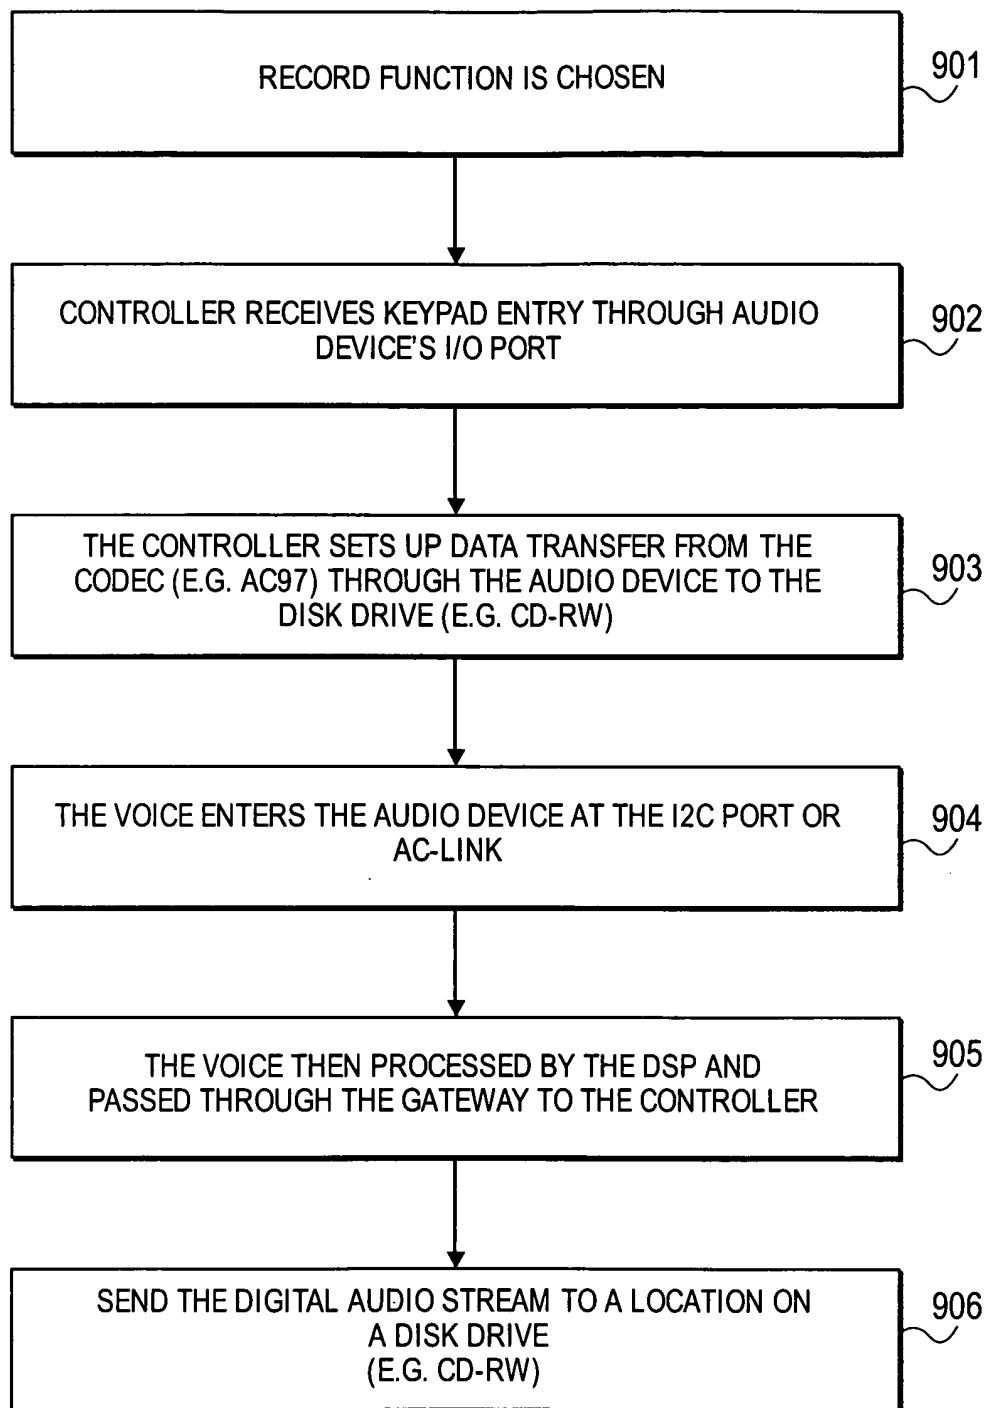 RECORD FUNCTION IS CHOSEN
901
CONTROLLER RECEIVES KEYPAD ENTRY THROUGH AUDIO
DEVICE'S I/O PORT
902
THE CONTROLLER SETS UP DATA TRANSFER FROM THE
CODEC (E.G. AC97) THROUGH THE AUDIO DEVICE TO THE
DISK DRIVE (E.G. CD-RW)
903
THE VOICE ENTERS THE AUDIO DEVICE AT THE I2C PORT OR
AC-LINK
904
THE VOICE THEN PROCESSED BY THE DSP AND
PASSED THROUGH THE GATEWAY TO THE CONTROLLER
905
SEND THE DIGITAL AUDIO STREAM TO A LOCATION ON
A DISK DRIVE
(E.G. CD-RW)
906